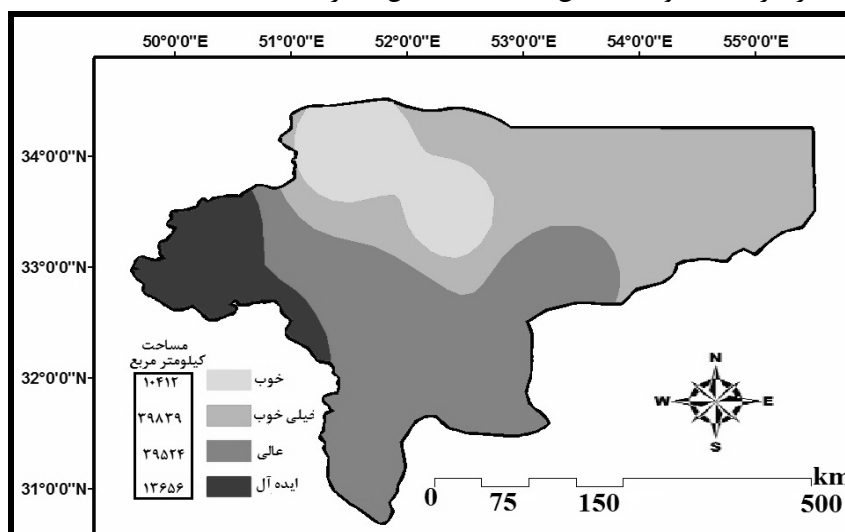 50°0'0"E 51°0'0"E 52°0'0"E 53°0'0"E 54°0'0"E 55°0'0"E
34°0'0"N
33°0'0"N
32°0'0"N
31°0'0"N
مساحت
کیلومتر مربع
۱۰۴۱۲ خوب
۳۹۸۳۹ خیلی خوب
۳۹۵۲۴ عالی
۱۳۶۵۶ ایده آل
N
W E
S
km
0 75 150 500